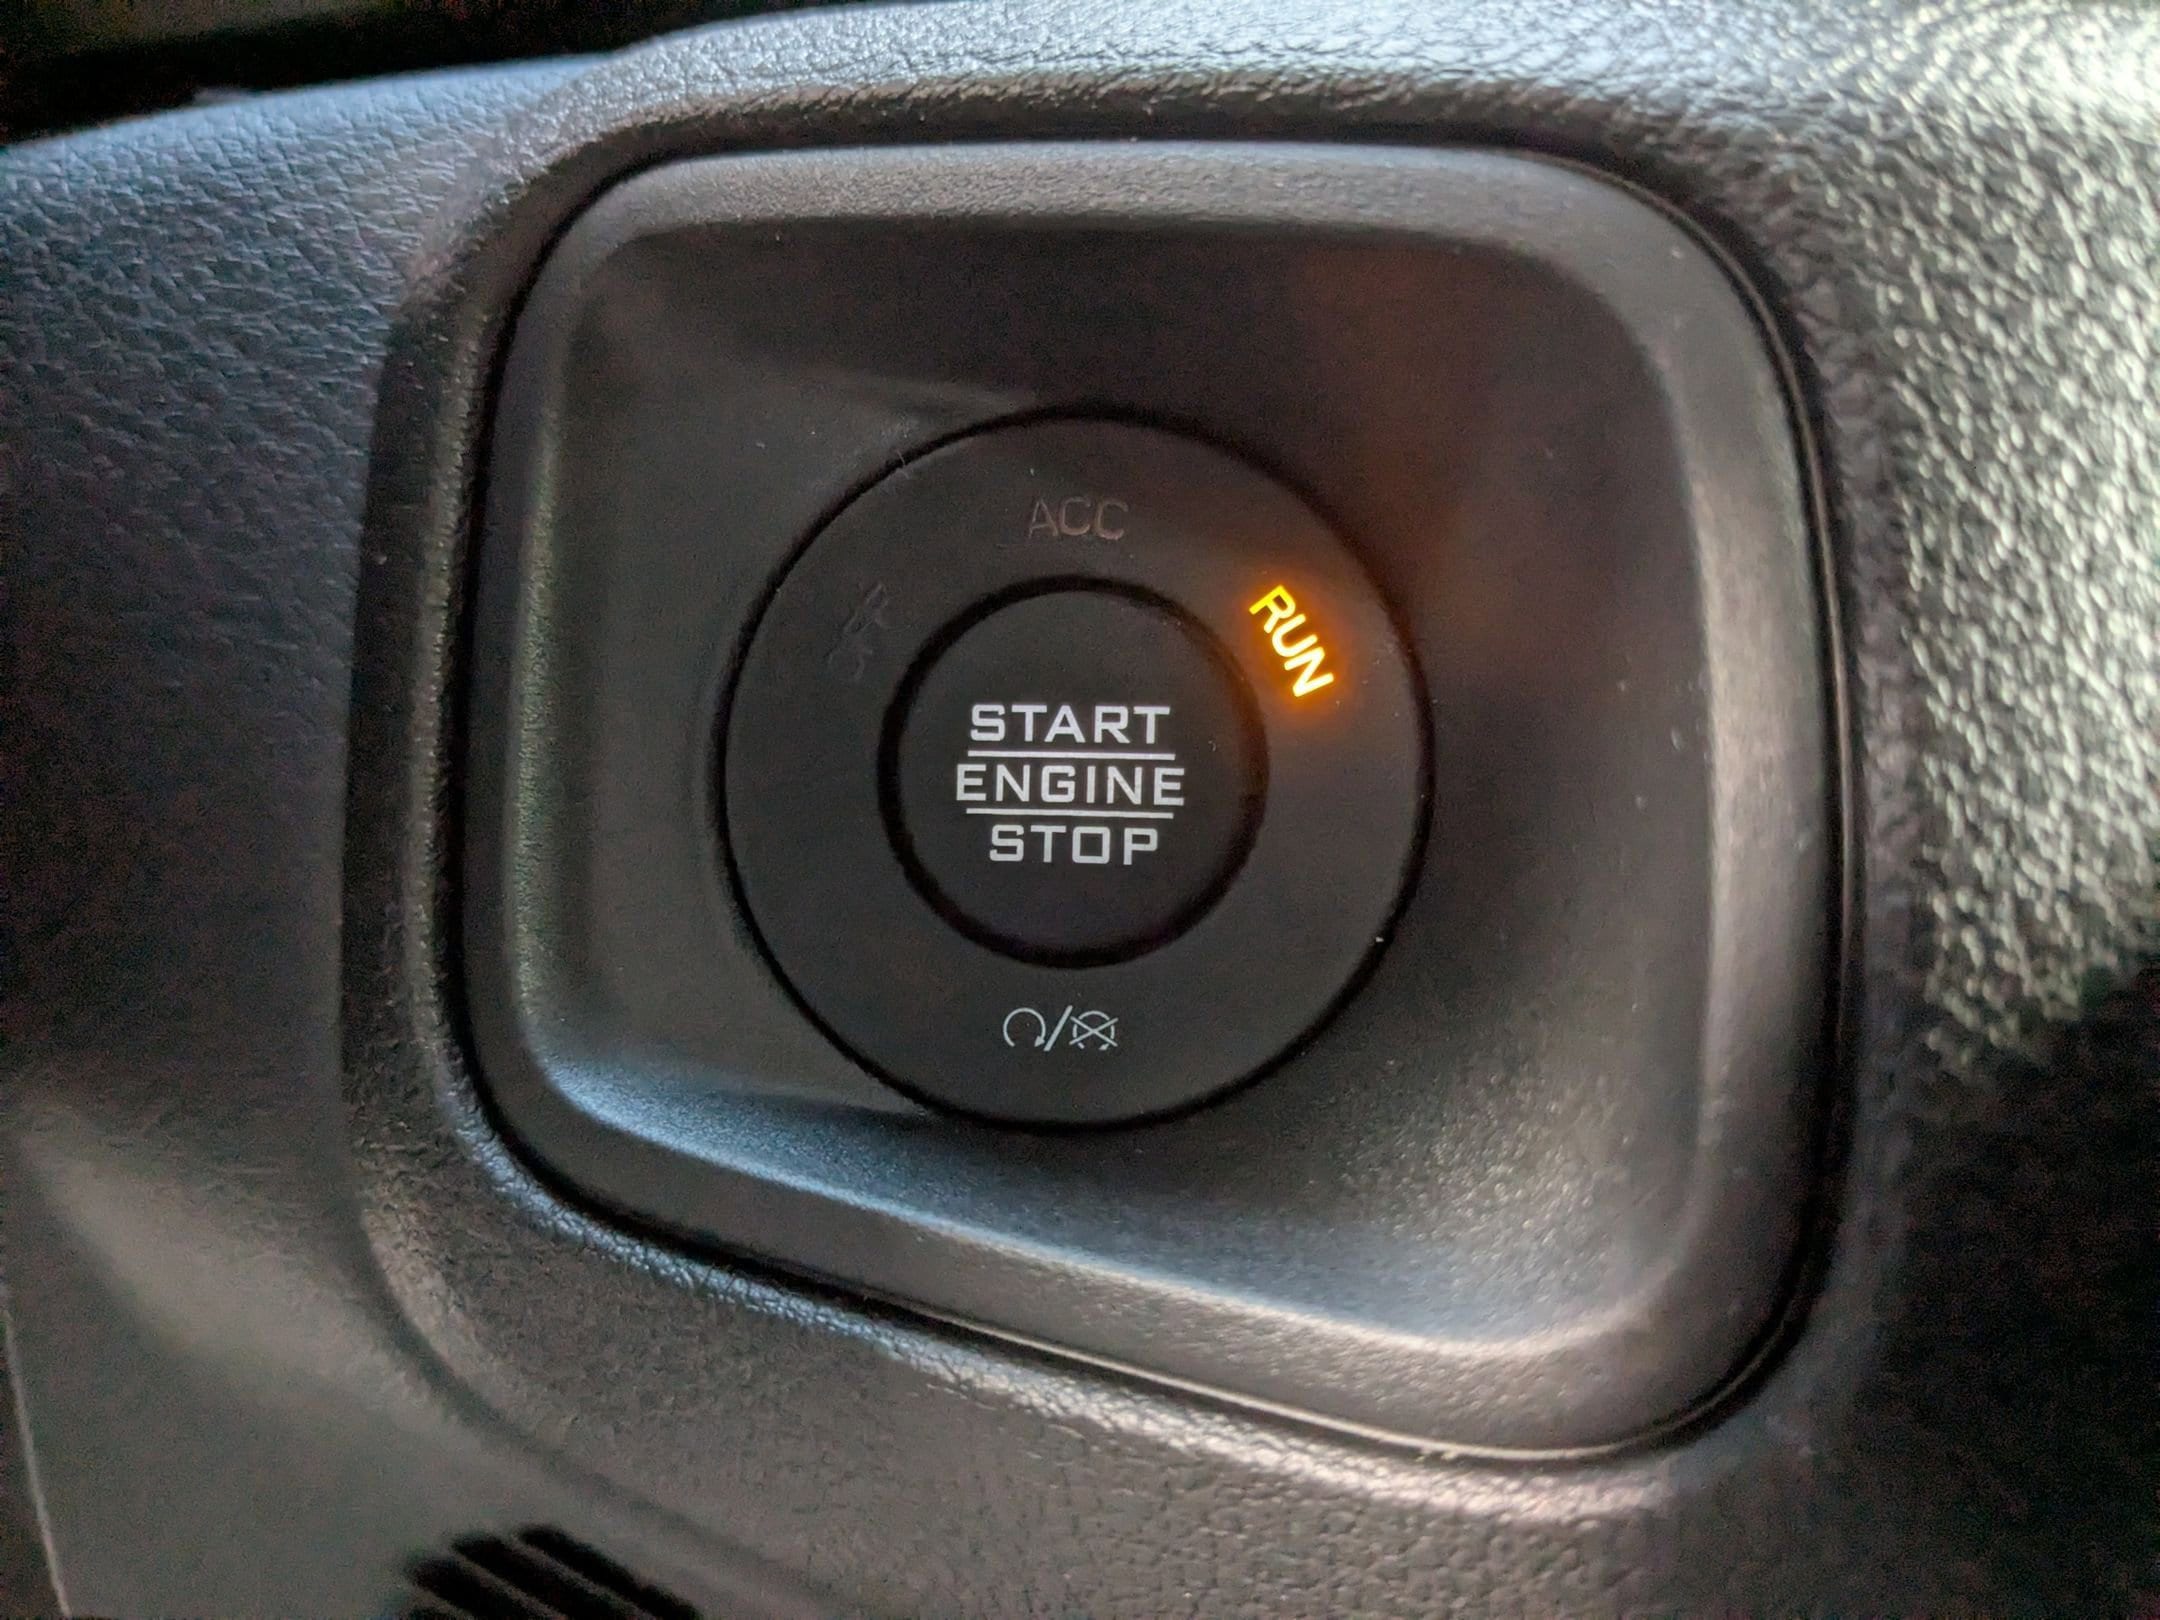 ACC
RUN
START
ENGINE
STOP